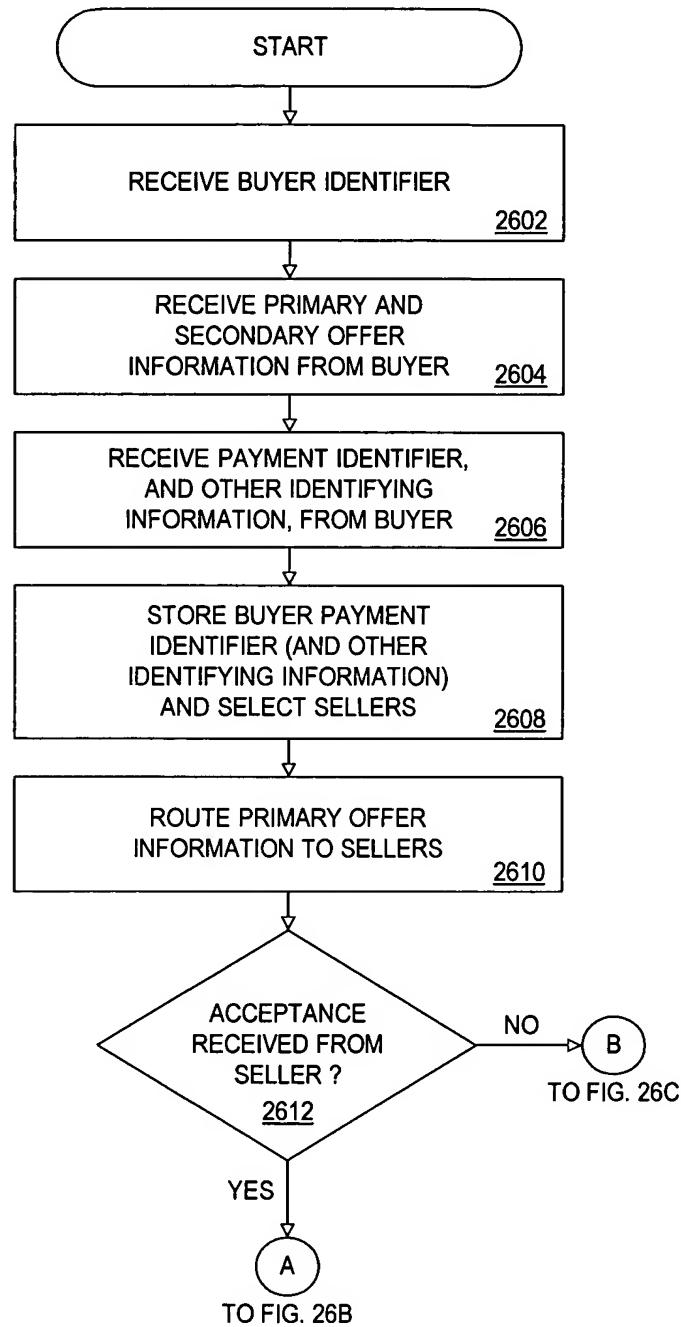 START
RECEIVE BUYER IDENTIFIER
2602
RECEIVE PRIMARY AND
SECONDARY OFFER
INFORMATION FROM BUYER
2604
RECEIVE PAYMENT IDENTIFIER,
AND OTHER IDENTIFYING
INFORMATION, FROM BUYER
2606
STORE BUYER PAYMENT
IDENTIFIER (AND OTHER
IDENTIFYING INFORMATION)
AND SELECT SELLERS
2608
ROUTE PRIMARY OFFER
INFORMATION TO SELLERS
2610
ACCEPTANCE
RECEIVED FROM
SELLER ?
2612
NO
B
TO FIG. 26C
YES
A
TO FIG. 26B